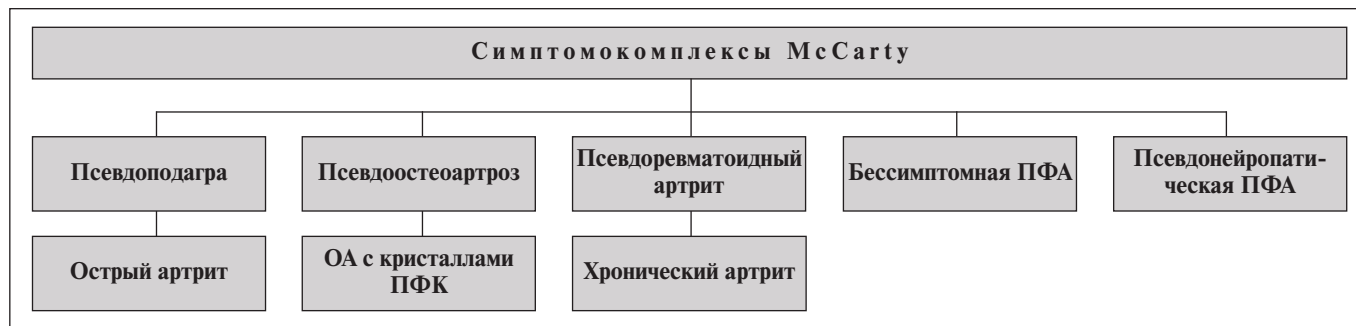 Симптомокомплексы McCarty
Псевдоподагра
Псевдоостеоартроз
Псевдоревматоидный
артрит
Бессимптомная ПФА
Псевдонейропати-
ческая ПФА
Острый артрит
ОА с кристаллами
ПФК
Хронический артрит